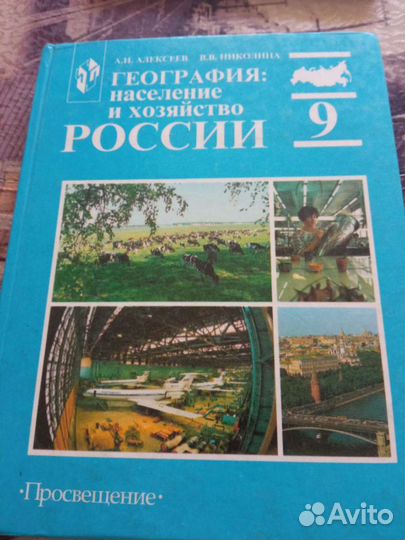 А.И. АЛЕКСЕЕВ В.В. НИКОЛИНА
ГЕОГРАФИЯ:
население
и хозяйство
РОССИИ
9
·Просвещение·
Avito